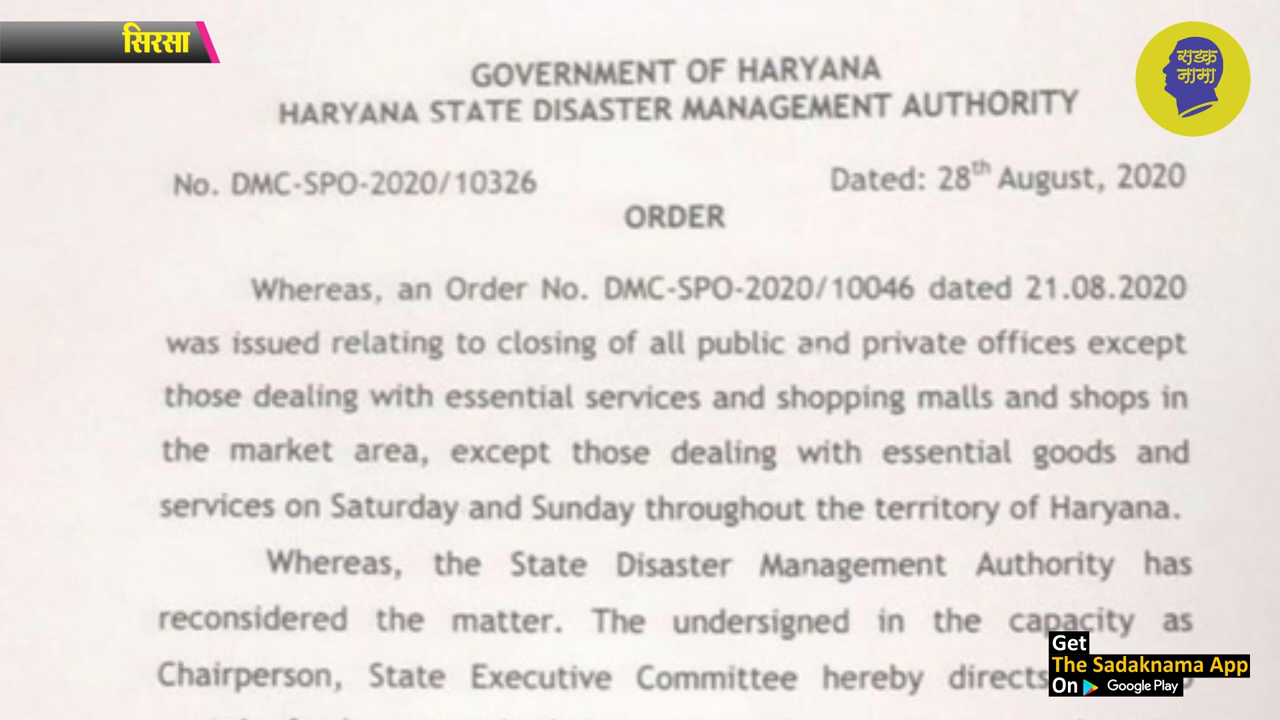 सिरसा
सड़क
नामा
GOVERNMENT OF HARYANA
HARYANA STATE DISASTER MANAGEMENT AUTHORITY
No. DMC-SPO-2020/10326 Dated: 28th August, 2020
ORDER
Whereas, an Order No. DMC-SPO-2020/10046 dated 21.08.2020
was issued relating to closing of all public and private offices except
those dealing with essential services and shopping malls and shops in
the market area, except those dealing with essential goods and
services on Saturday and Sunday throughout the territory of Haryana.
Whereas, the State Disaster Management Authority has
reconsidered the matter. The undersigned in the capacity as
Chairperson, State Executive Committee hereby directs
Get
The Sadaknama App
On Google Play